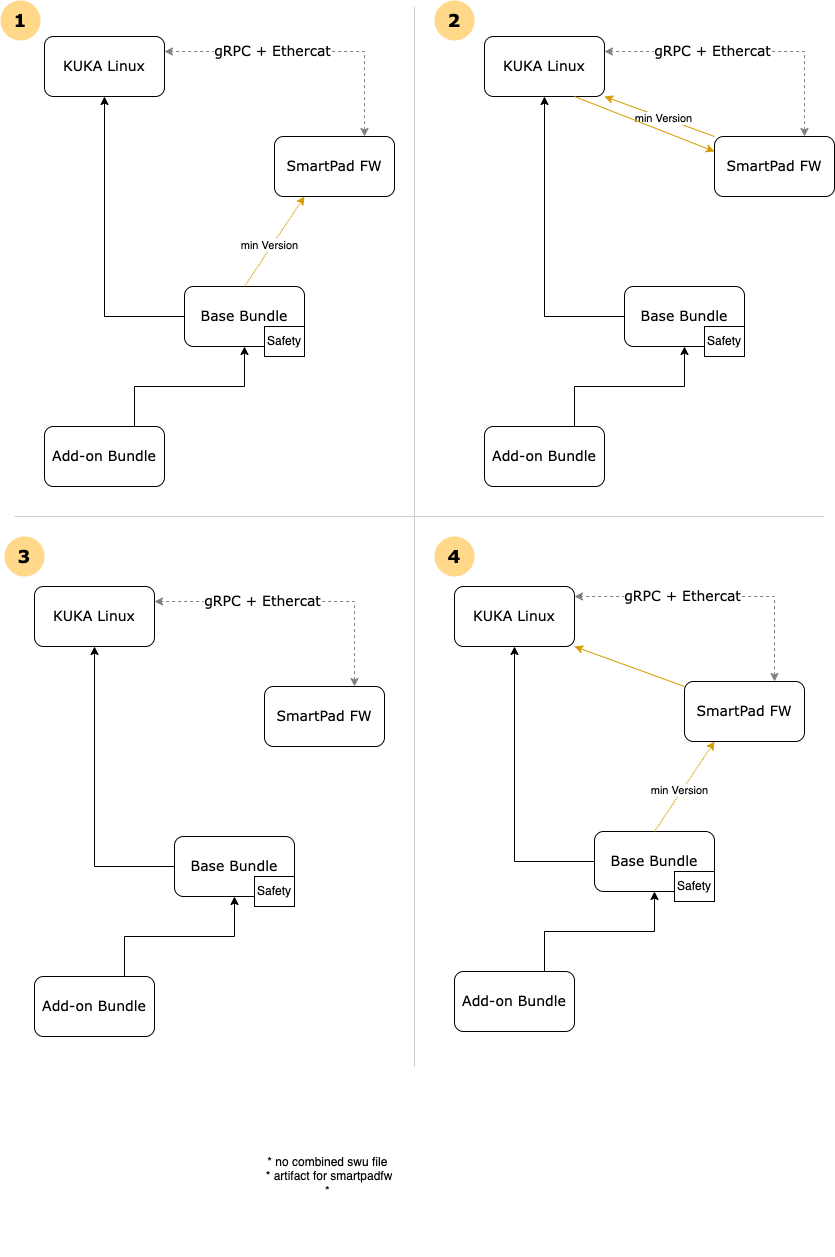 1
KUKA Linux
gRPC + Ethercat
SmartPad FW
min Version
Base Bundle
Safety
Add-on Bundle
2
KUKA Linux
gRPC + Ethercat
min Version
SmartPad FW
Base Bundle
Safety
Add-on Bundle
3
KUKA Linux
gRPC + Ethercat
SmartPad FW
Base Bundle
Safety
Add-on Bundle
4
KUKA Linux
gRPC + Ethercat
SmartPad FW
min Version
Base Bundle
Safety
Add-on Bundle
* no combined swu file
* artifact for smartpadfw
*